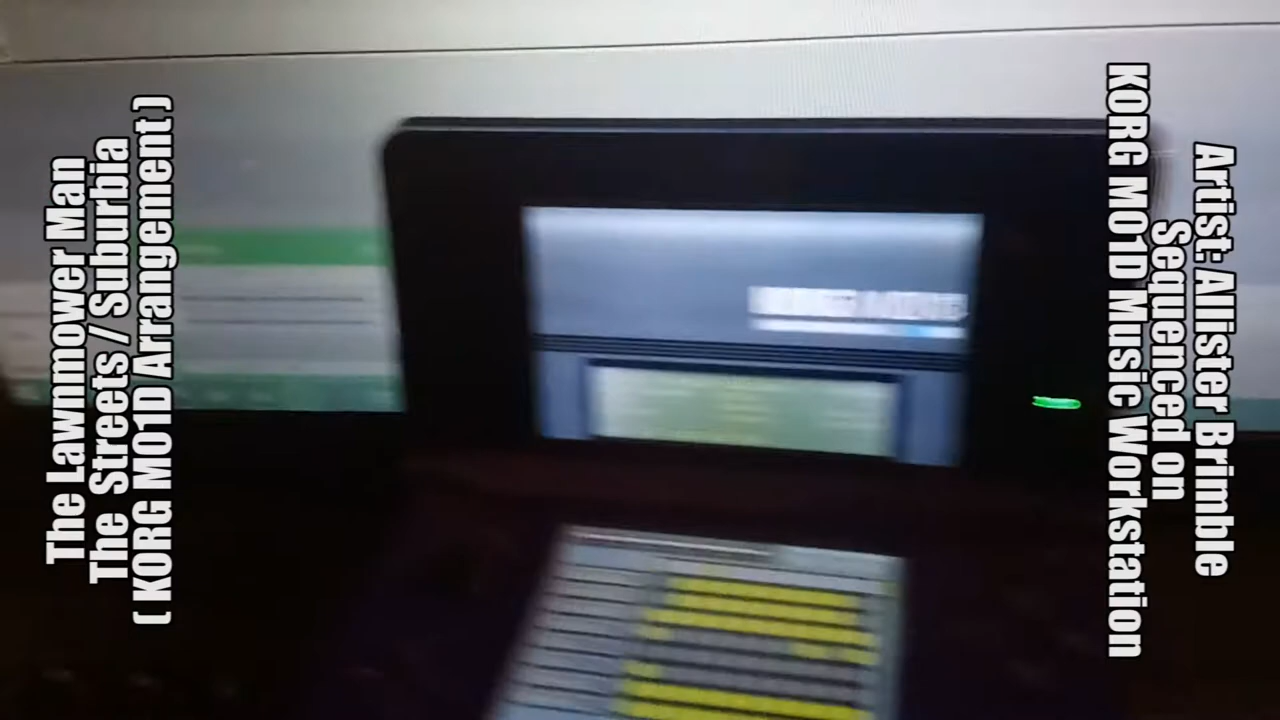 The Lawnmower Man
The Streets / Suburbia
( KORG M01D Arrangement )
Artist: Allister Brimble
Sequenced on
KORG M01D Music Workstation